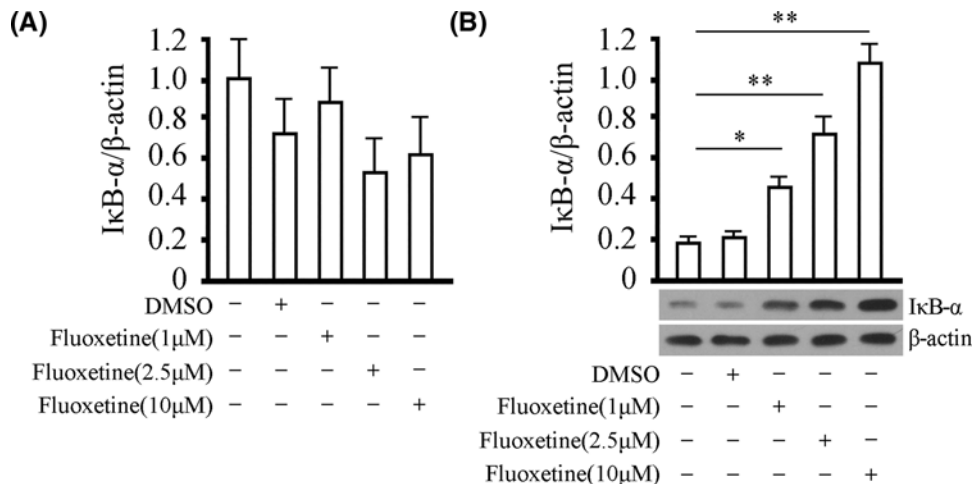 (A)
IκB-α/β-actin
1.2
1.0
0.8
0.6
0.4
0.2
0
DMSO – + – – –
Fluoxetine(1μM) – – + – –
Fluoxetine(2.5μM) – – – + –
Fluoxetine(10μM) – – – – +
(B)
IκB-α/β-actin
1.2
1.0
0.8
0.6
0.4
0.2
0
**
**
*
IκB-α
β-actin
DMSO – + – – –
Fluoxetine(1μM) – – + – –
Fluoxetine(2.5μM) – – – + –
Fluoxetine(10μM) – – – – +